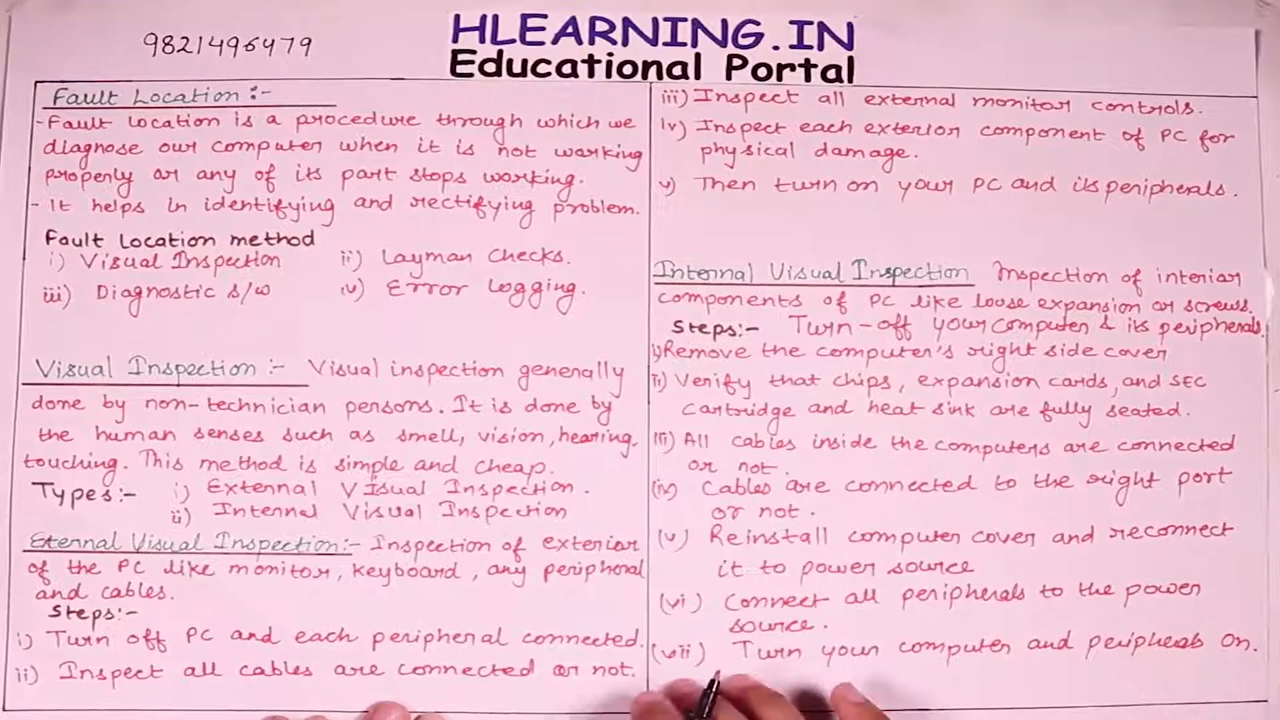 9821496479
HLEARNING.IN
Educational Portal
Fault Location :-
- Fault location is a procedure through which we
diagnose our computer when it is not working
properly or any of its part stops working.
- It helps in identifying and rectifying problem.
Fault Location method
i) Visual Inspection ii) Layman Checks.
iii) Diagnostic s/w iv) Error Logging.
Visual Inspection :- Visual inspection generally
done by non-technician persons. It is done by
the human senses such as smell, vision, hearing,
touching. This method is simple and cheap.
Types:- i) External Visual Inspection.
ii) Internal Visual Inspection
Eternal Visual Inspection:- Inspection of exterior
of the PC like monitor, keyboard, any peripheral
and cables.
Steps:-
i) Turn off PC and each peripheral connected.
ii) Inspect all cables are connected or not.
iii) Inspect all external monitor controls.
iv) Inspect each exterior component of PC for
physical damage.
v) Then turn on your PC and its peripherals.
Internal Visual Inspection Inspection of interior
components of PC like loose expansion or screws.
Steps:- Turn-off your computer & its peripherals.
i) Remove the computer's right side cover
ii) Verify that chips, expansion cards, and SEC
Cartridge and heat sink are fully seated.
iii) All cables inside the computers are connected
or not.
(iv) Cables are connected to the right port
or not.
(v) Reinstall computer cover and reconnect
it to power source
(vi) Connect all peripherals to the power
source.
(vii) Turn your computer and peripherals on.